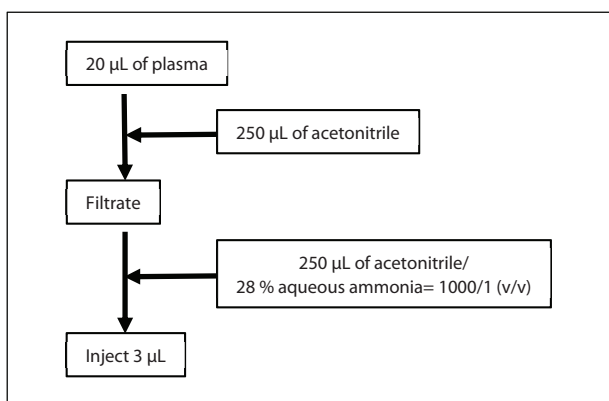 20 µL of plasma
250 µL of acetonitrile
Filtrate
250 µL of acetonitrile/
28 % aqueous ammonia= 1000/1 (v/v)
Inject 3 µL